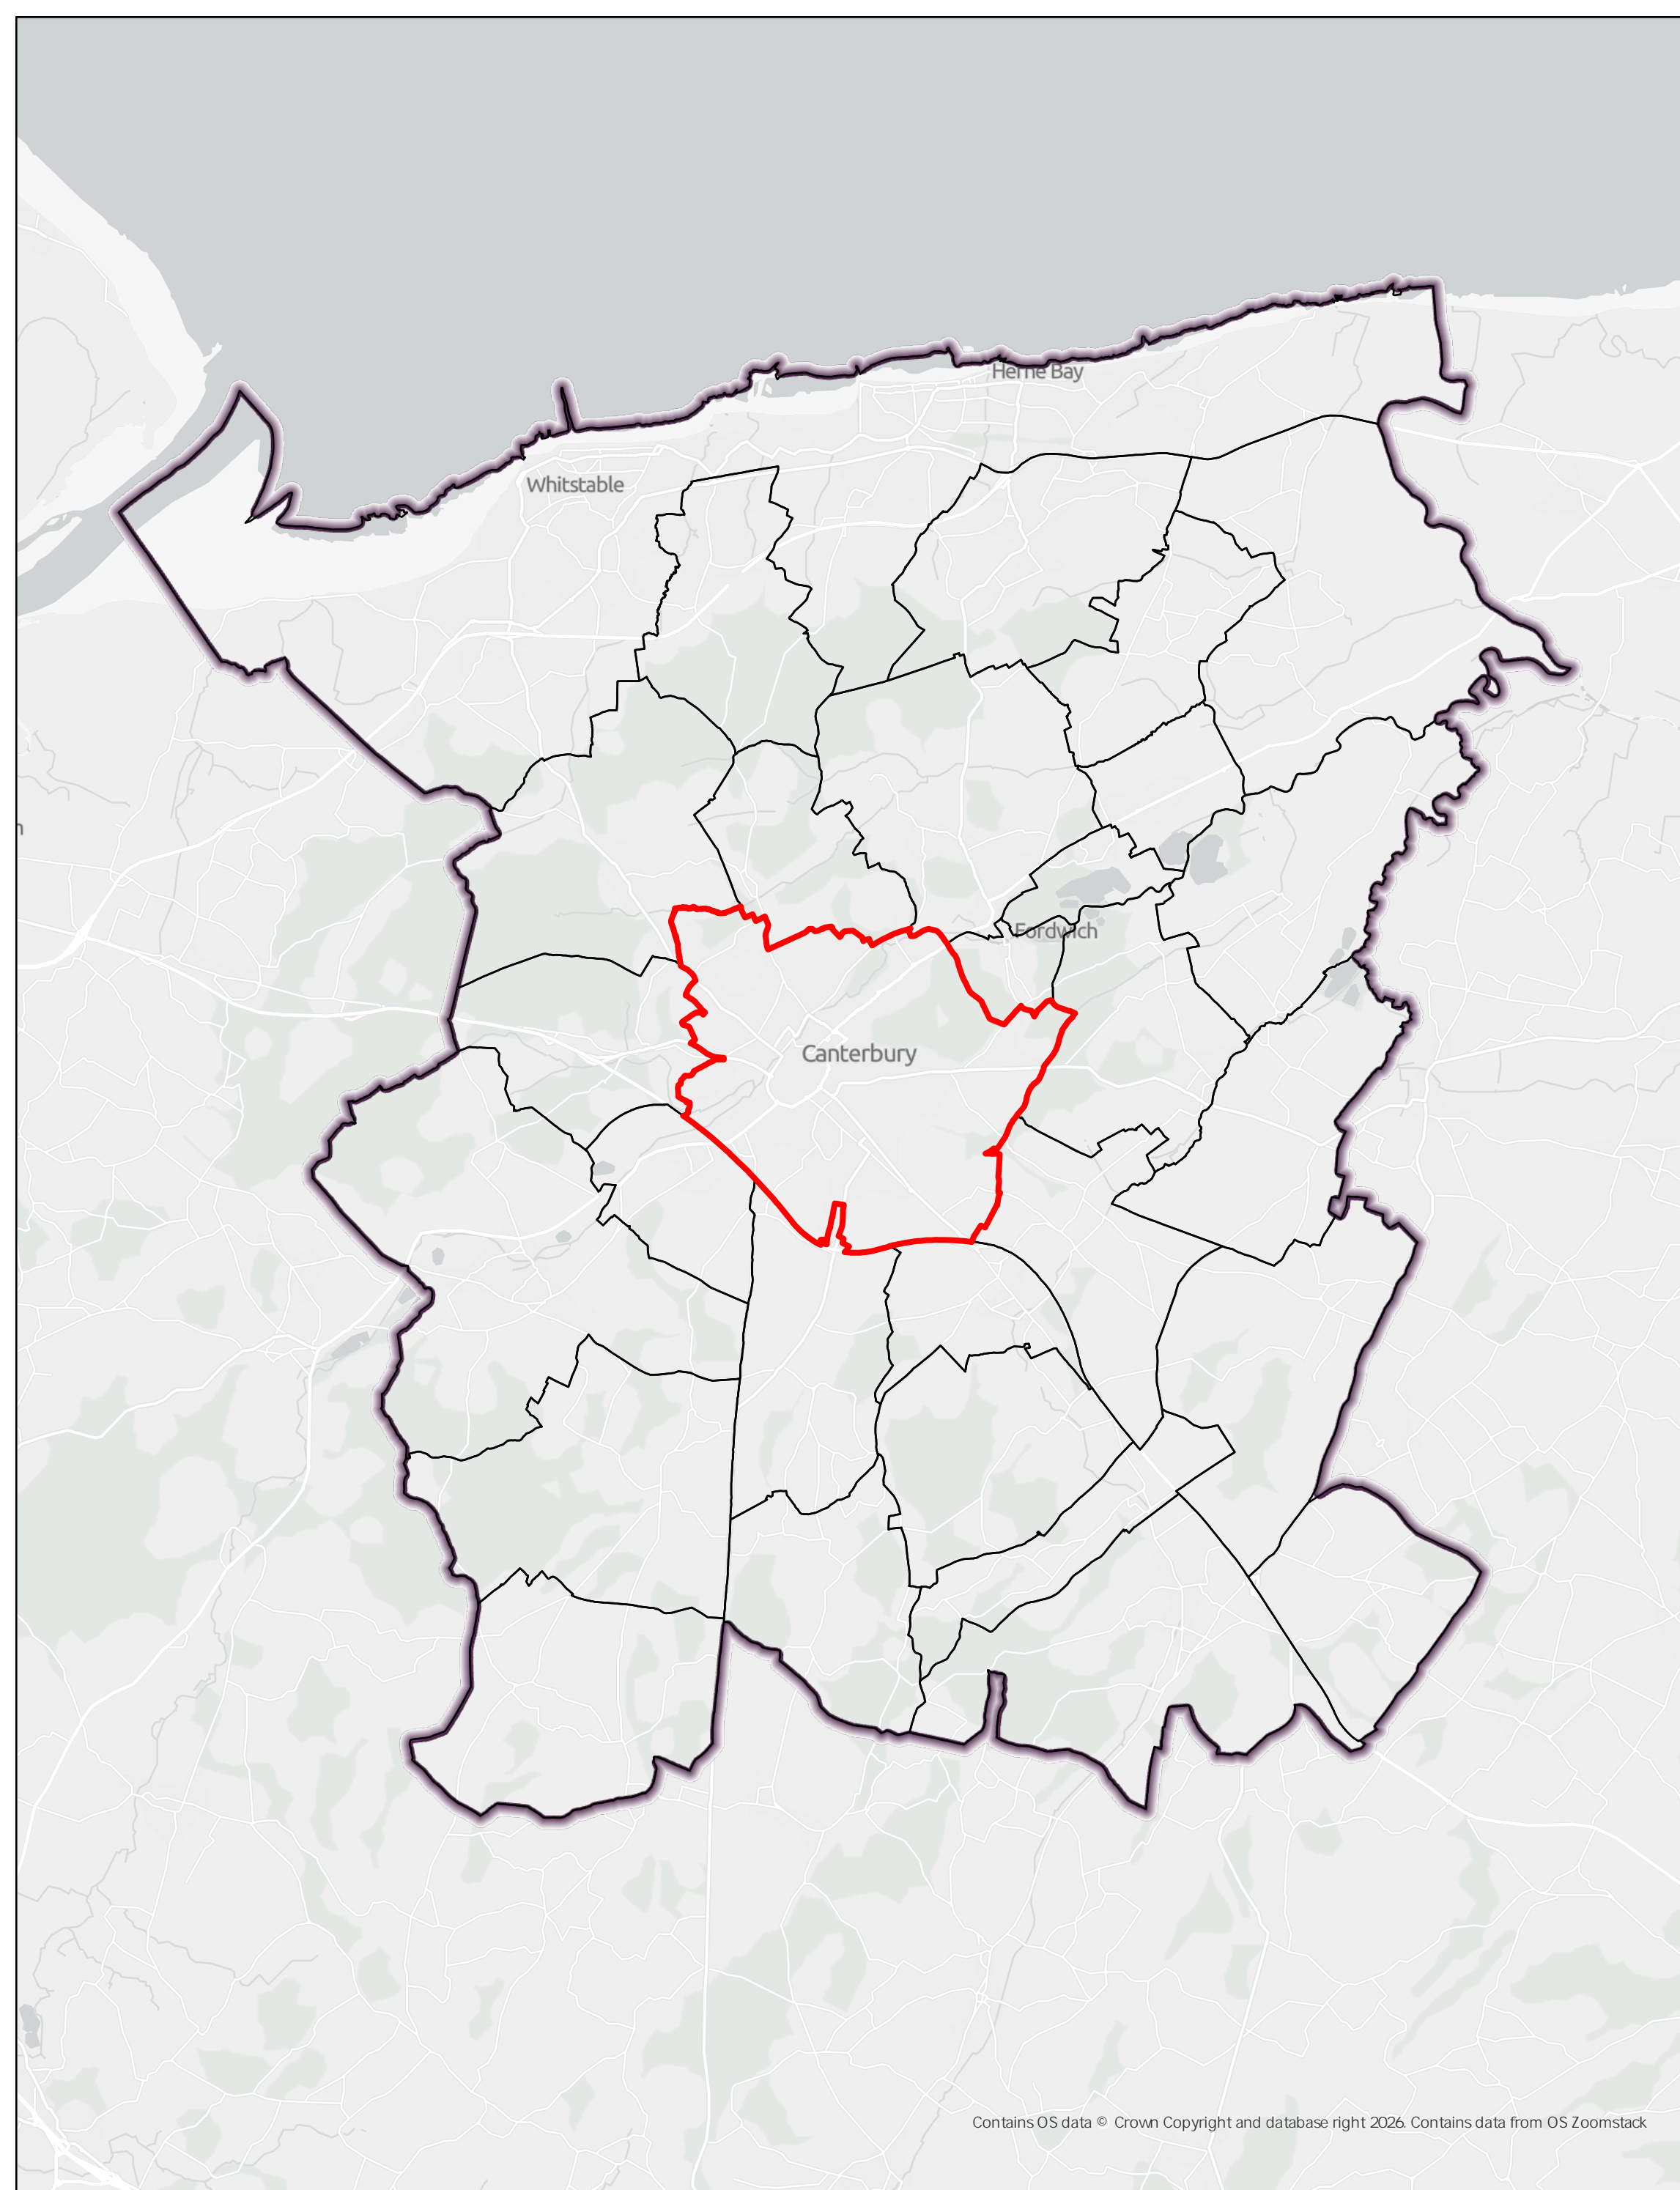 Herne Bay
Whitstable
Fordwich
Canterbury
Contains OS data © Crown Copyright and database right 2026. Contains data from OS Zoomstack